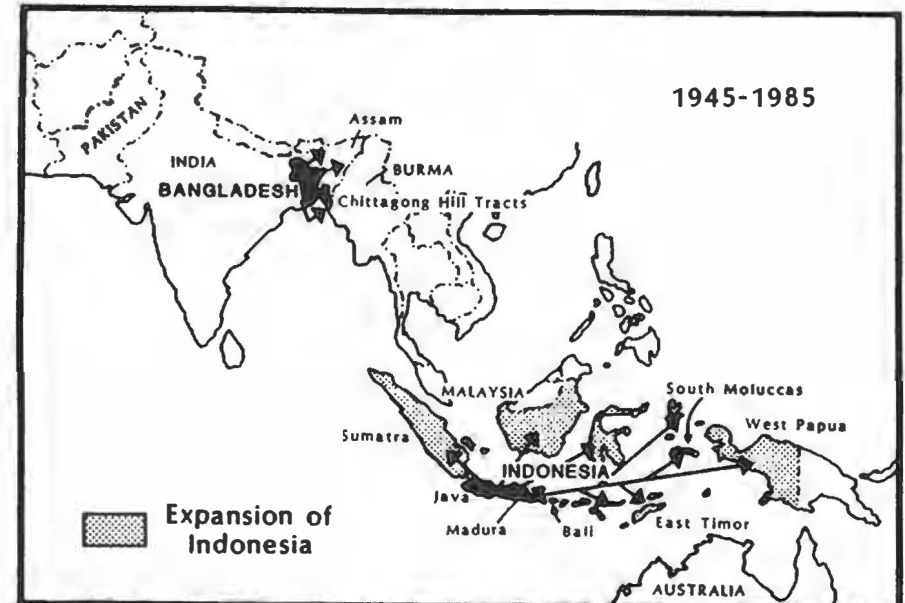 1945-1985
PAKISTAN
Assam
INDIA
BURMA
BANGLADESH
Chittagong Hill Tracts
MALAYSIA
South Moluccas
West Papua
Sumatra
INDONESIA
Java
Madura
Bali
East Timor
Expansion of
Indonesia
AUSTRALIA